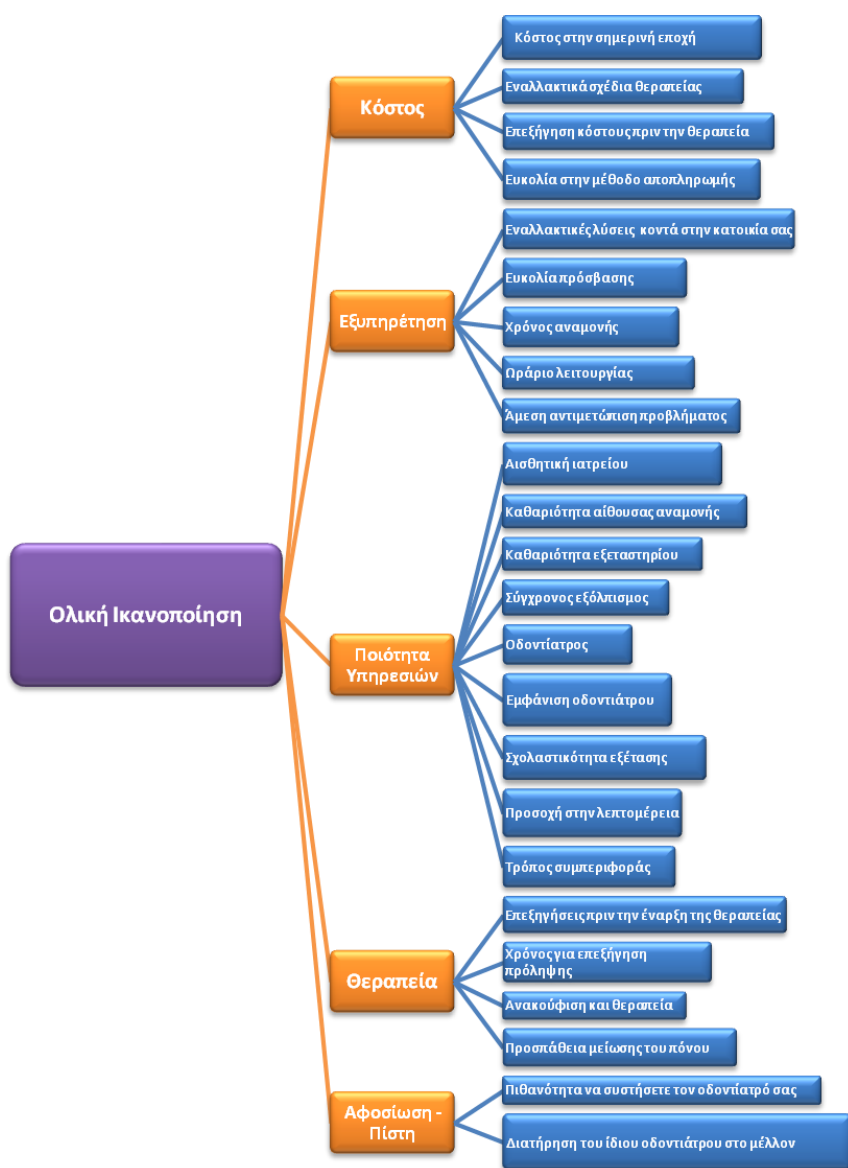 Ολική Ικανοποίηση
Κόστος
Κόστος στην σημερινή εποχή
Εναλλακτικά σχέδια θεραπείας
Επεξήγηση κόστους πριν την θεραπεία
Ευκολία στην μέθοδο αποπληρωμής
Εξυπηρέτηση
Εναλλακτικές λύσεις κοντά στην κατοικία σας
Ευκολία πρόσβασης
Χρόνος αναμονής
Ωράριο λειτουργίας
Άμεση αντιμετώπιση προβλήματος
Ποιότητα
Υπηρεσιών
Αισθητική ιατρείου
Καθαριότητα αίθουσας αναμονής
Καθαριότητα εξεταστηρίου
Σύγχρονος εξόλπισμος
Οδοντίατρος
Εμφάνιση οδοντιάτρου
Σχολαστικότητα εξέτασης
Προσοχή στην λεπτομέρεια
Τρόπος συμπεριφοράς
Θεραπεία
Επεξηγήσεις πριν την έναρξη της θεραπείας
Χρόνος για επεξήγηση
πρόληψης
Ανακούφιση και θεραπεία
Προσπάθεια μείωσης του πόνου
Αφοσίωση -
Πίστη
Πιθανότητα να συστήσετε τον οδοντίατρό σας
Διατήρηση του ίδιου οδοντιάτρου στο μέλλον